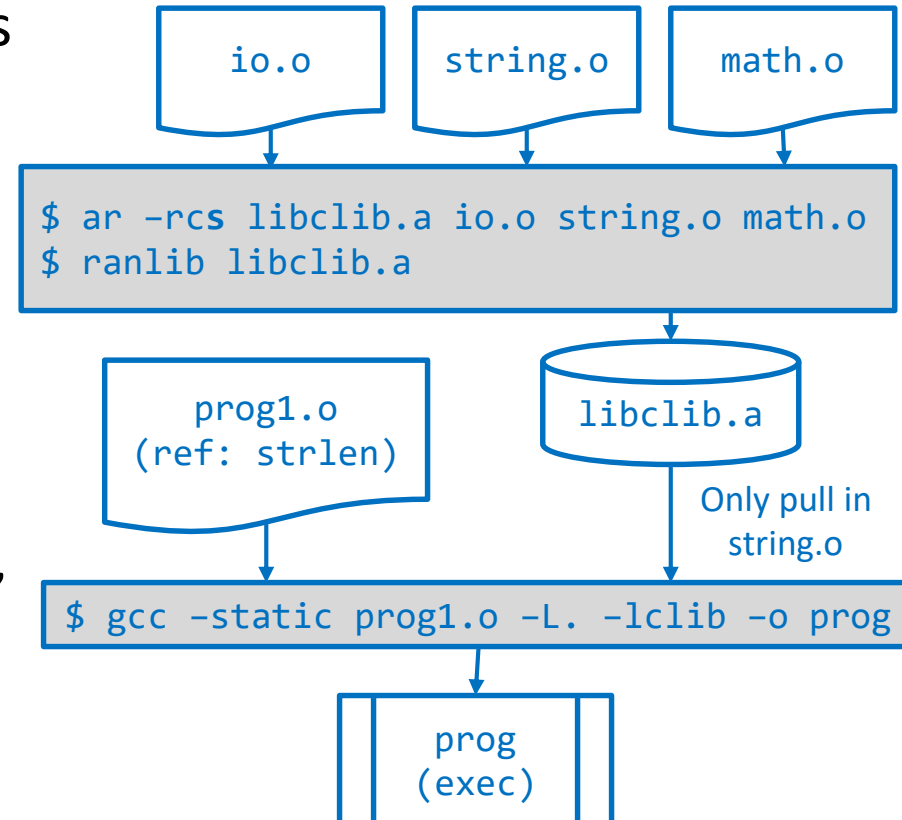 s
io.o
string.o
math.o
$ ar –rcs libclib.a io.o string.o math.o
$ ranlib libclib.a
prog1.o
(ref: strlen)
libclib.a
Only pull in
string.o
,
$ gcc –static prog1.o –L. –lclib –o prog
prog
(exec)